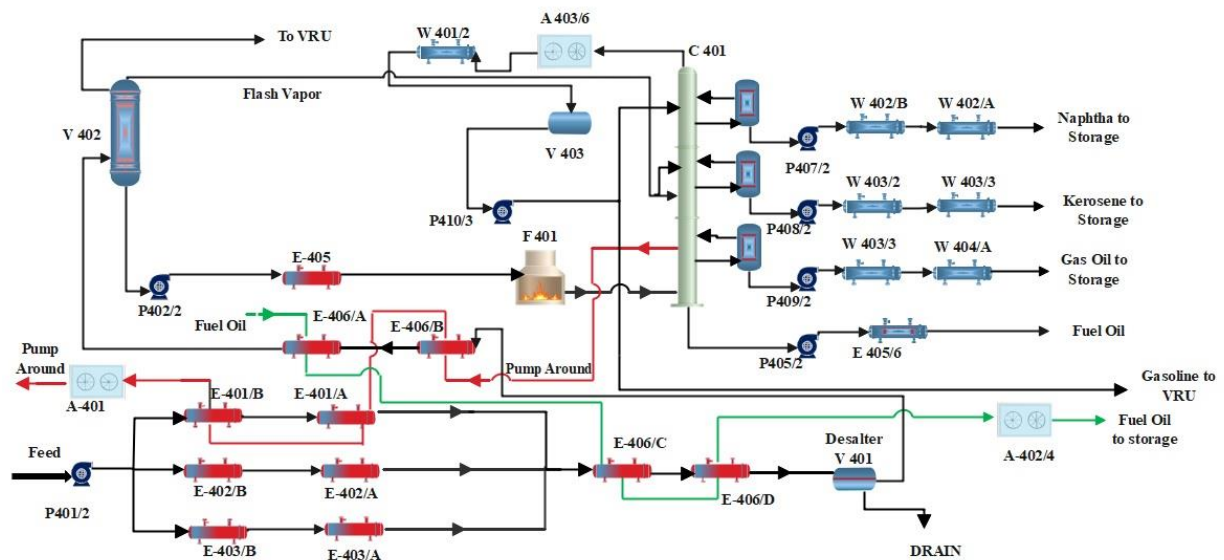 A 403/6
To VRU
W 401/2
C 401
Flash Vapor
V 402
W 402/B
W 402/A
Naphtha to
Storage
V 403
P407/2
W 403/2
W 403/3
Kerosene to
Storage
P410/3
P408/2
F 401
W 403/3
W 404/A
Gas Oil to
Storage
E-405
P402/2
P409/2
Fuel Oil
E-406/A
E-406/B
Fuel Oil
P405/2
E 405/6
Pump
Around
Pump Around
Gasoline to
VRU
A-401
E-401/B
E-401/A
Fuel Oil
to storage
Feed
E-406/C
Desalter
V 401
A-402/4
E-402/B
E-402/A
E-406/D
P401/2
E-403/B
E-403/A
DRAIN